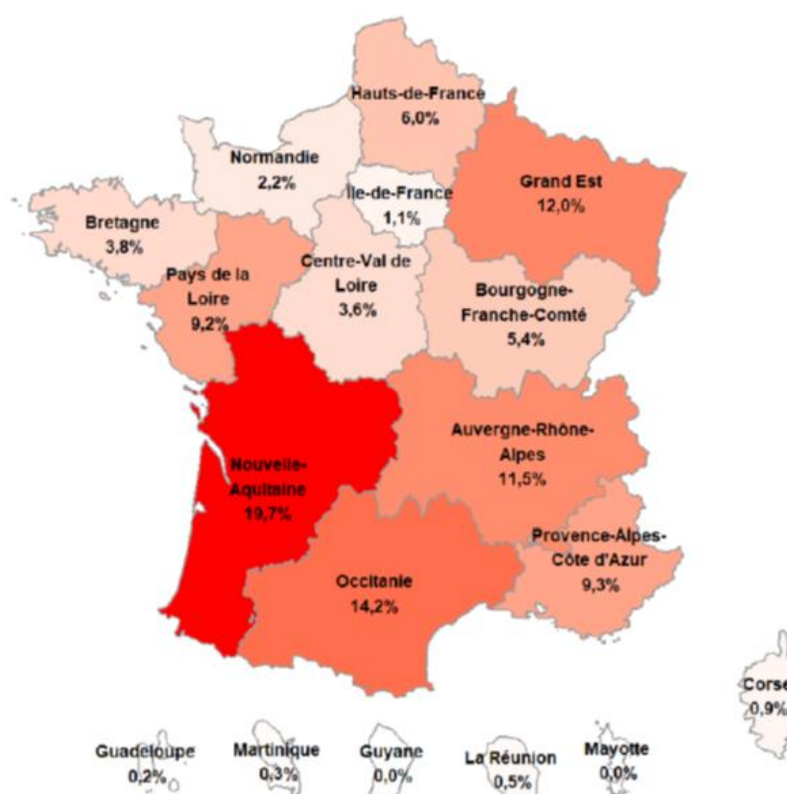 Hauts-de-France
6,0%
Normandie
2,2%
Île-de-France
1,1%
Grand Est
12,0%
Bretagne
3,8%
Pays de la
Loire
9,2%
Centre-Val de
Loire
3,6%
Bourgogne-
Franche-Comté
5,4%
Auvergne-Rhône-
Alpes
11,5%
Nouvelle-
Aquitaine
19,7%
Provence-Alpes-
Côte d'Azur
9,3%
Occitanie
14,2%
Corse
0,9%
Guadeloupe
0,2%
Martinique
0,3%
Guyane
0,0%
La Réunion
0,5%
Mayotte
0,0%